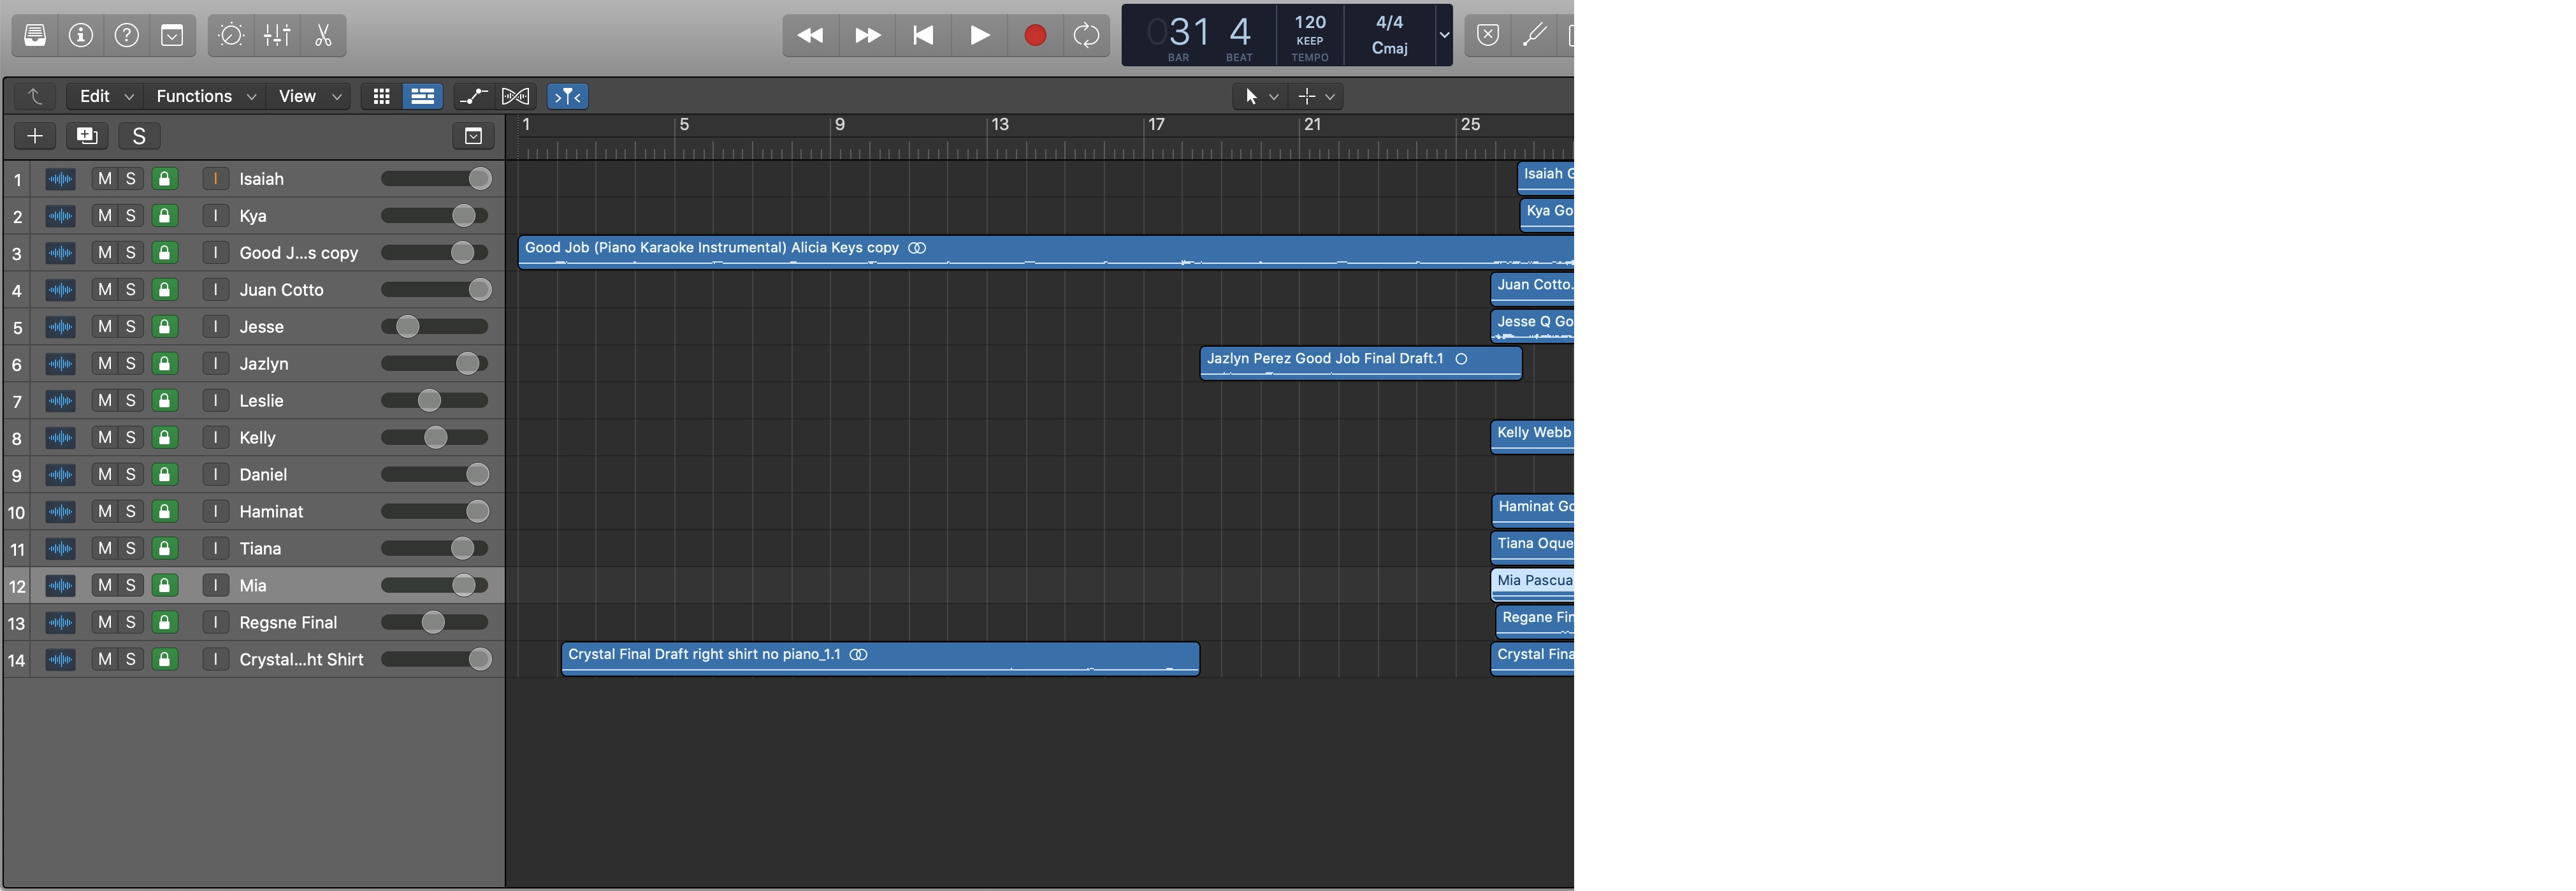 031 4 120 4/4
KEEP Cmaj
BAR BEAT TEMPO
Edit Functions View
S 1 5 9 13 17 21 25
1 M S I Isaiah Isaiah G
2 M S I Kya Kya Go
3 M S I Good J...s copy Good Job (Piano Karaoke Instrumental) Alicia Keys copy
4 M S I Juan Cotto Juan Cotto.
5 M S I Jesse Jesse Q Go
6 M S I Jazlyn Jazlyn Perez Good Job Final Draft.1
7 M S I Leslie
8 M S I Kelly Kelly Webb
9 M S I Daniel
10 M S I Haminat Haminat Go
11 M S I Tiana Tiana Oque
12 M S I Mia Mia Pascua
13 M S I Regsne Final Regane Fin
14 M S I Crystal...ht Shirt Crystal Final Draft right shirt no piano_1.1 Crystal Fina